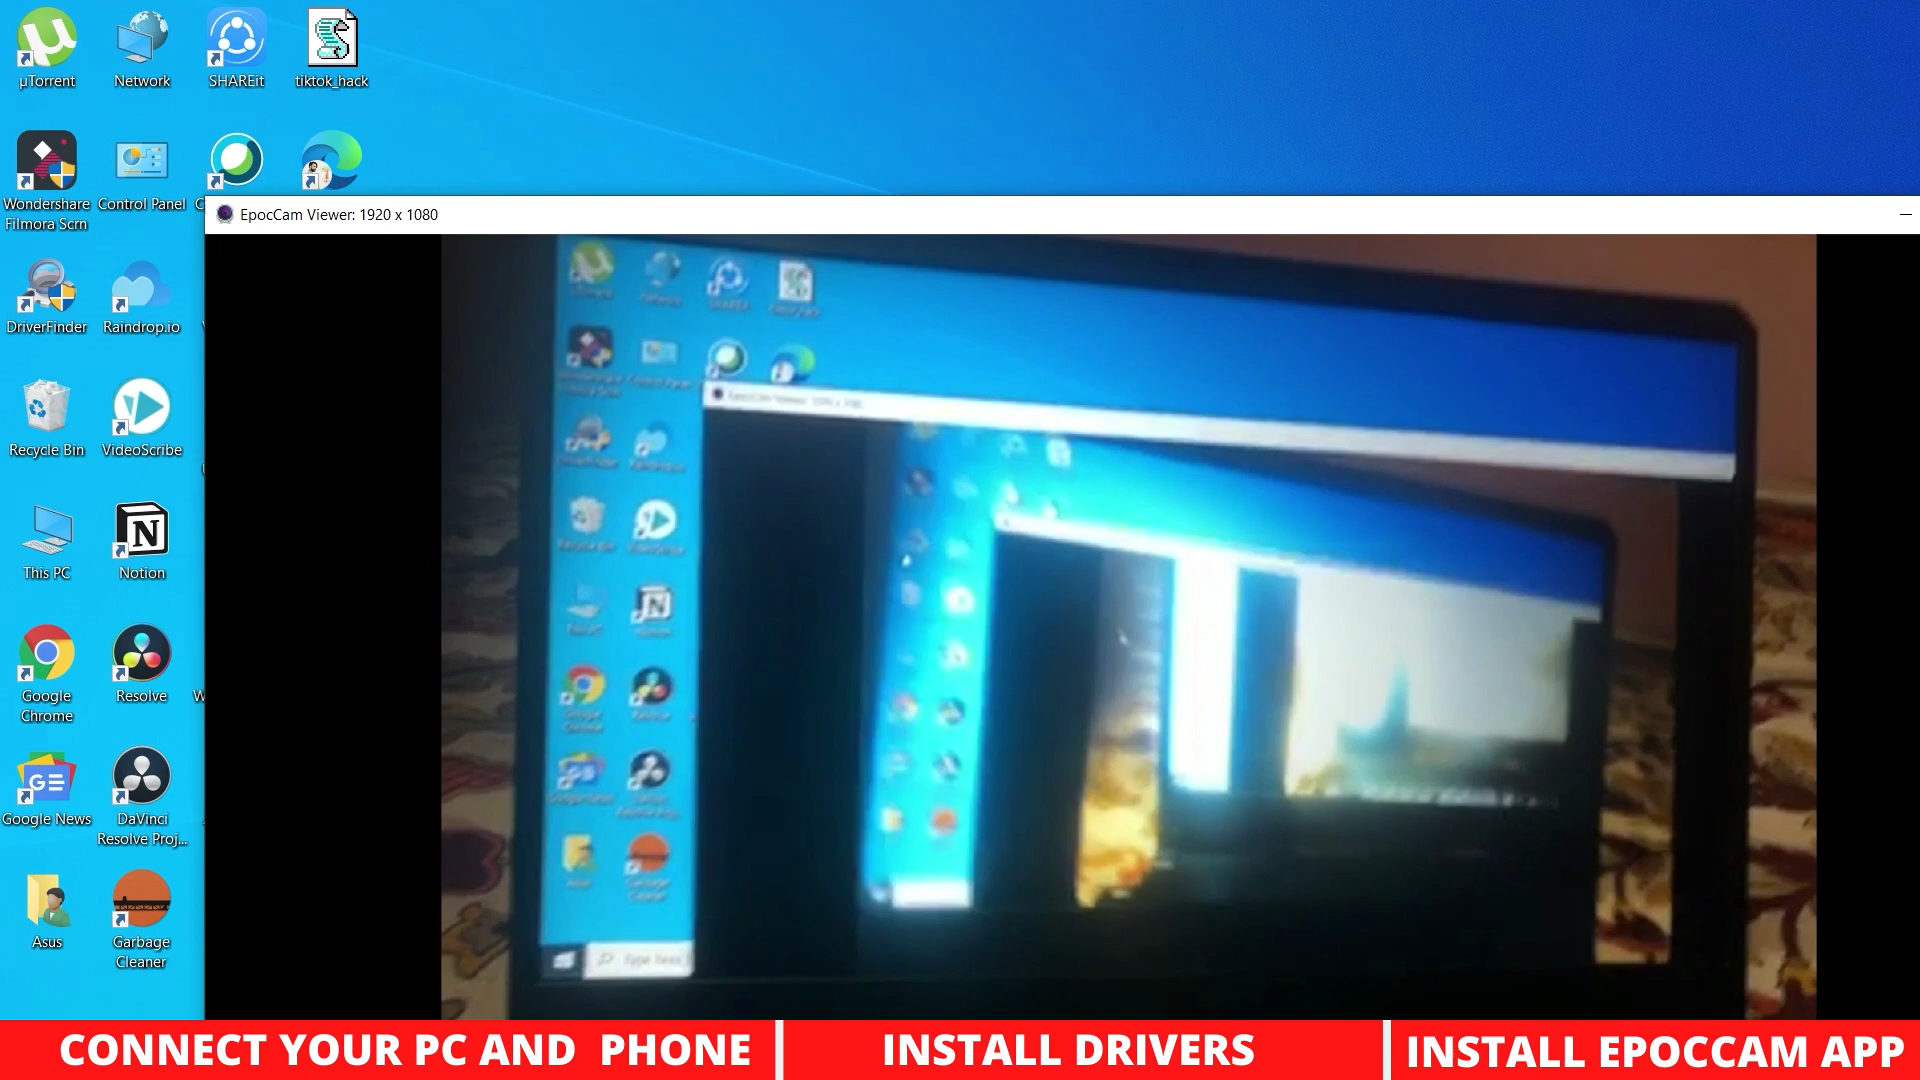 µTorrent
Network
SHAREit
tiktok_hack
Wondershare
Filmora Scrn
Control Panel
EpocCam Viewer: 1920 x 1080
DriverFinder
Raindrop.io
Recycle Bin
VideoScribe
This PC
Notion
Google
Chrome
Resolve
Google News
DaVinci
Resolve Proj...
Asus
Garbage
Cleaner
CONNECT YOUR PC AND PHONE
INSTALL DRIVERS
INSTALL EPOCCAM APP